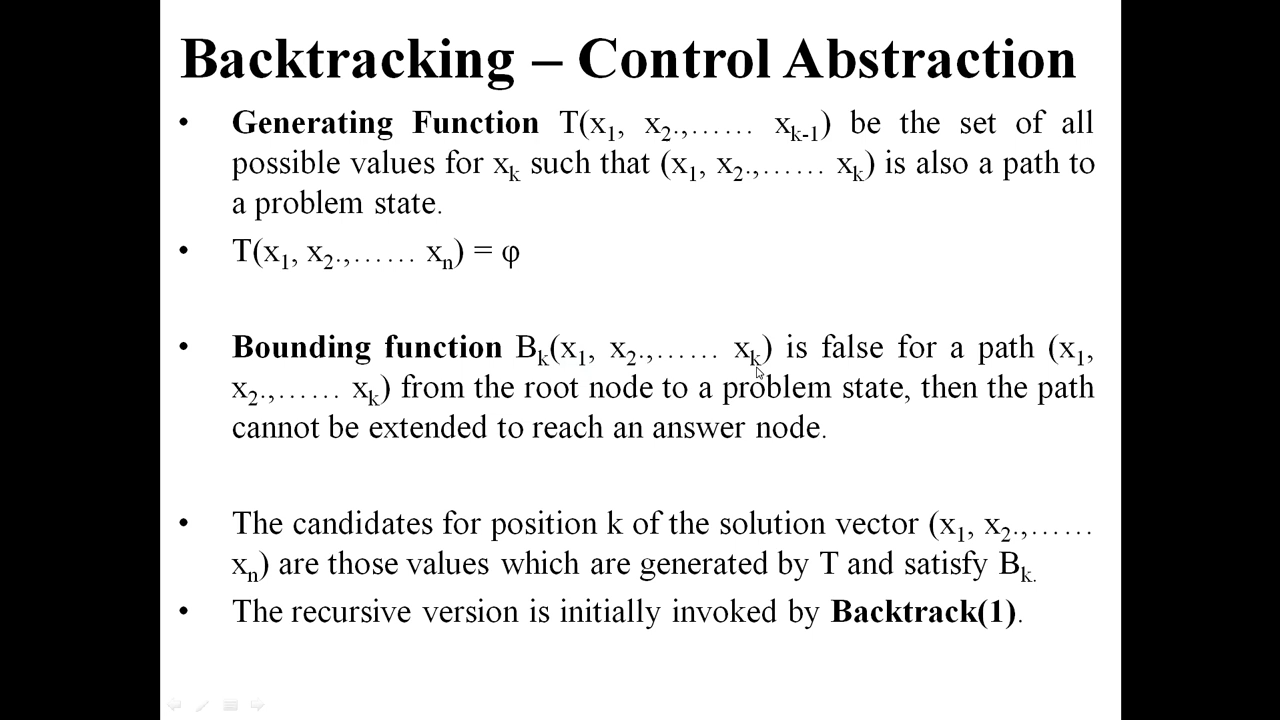 Backtracking – Control Abstraction
• Generating Function T(x1, x2.,…… xk-1) be the set of all
possible values for xk such that (x1, x2.,…… xk) is also a path to
a problem state.
• T(x1, x2.,…… xn) = φ
• Bounding function Bk(x1, x2.,…… xk) is false for a path (x1,
x2.,…… xk) from the root node to a problem state, then the path
cannot be extended to reach an answer node.
• The candidates for position k of the solution vector (x1, x2.,……
xn) are those values which are generated by T and satisfy Bk.
• The recursive version is initially invoked by Backtrack(1).